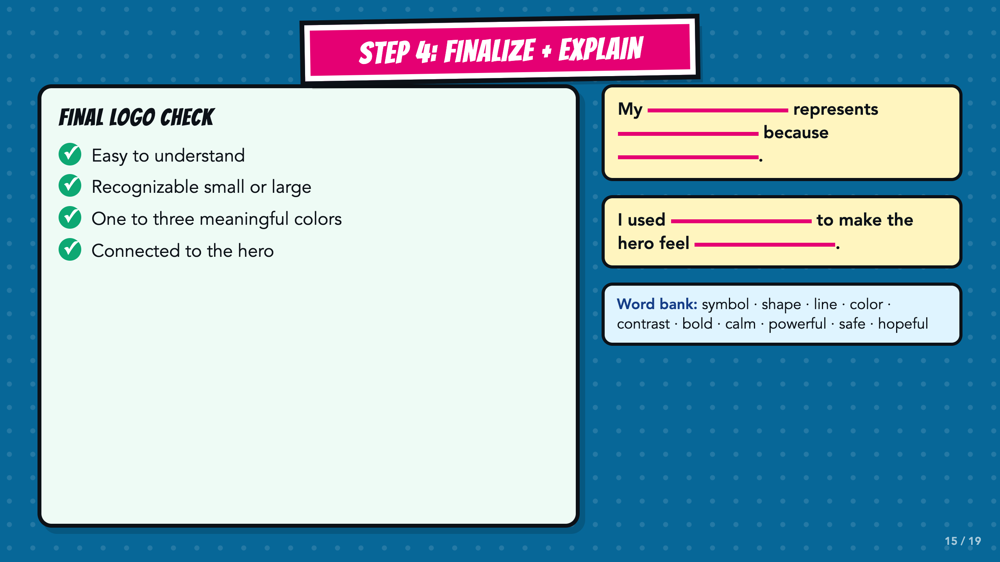 STEP 4: FINALIZE + EXPLAIN
FINAL LOGO CHECK
Easy to understand
Recognizable small or large
One to three meaningful colors
Connected to the hero
My ________ represents
________ because
________.
I used ________ to make the
hero feel ________.
Word bank: symbol · shape · line · color ·
contrast · bold · calm · powerful · safe · hopeful
15 / 19